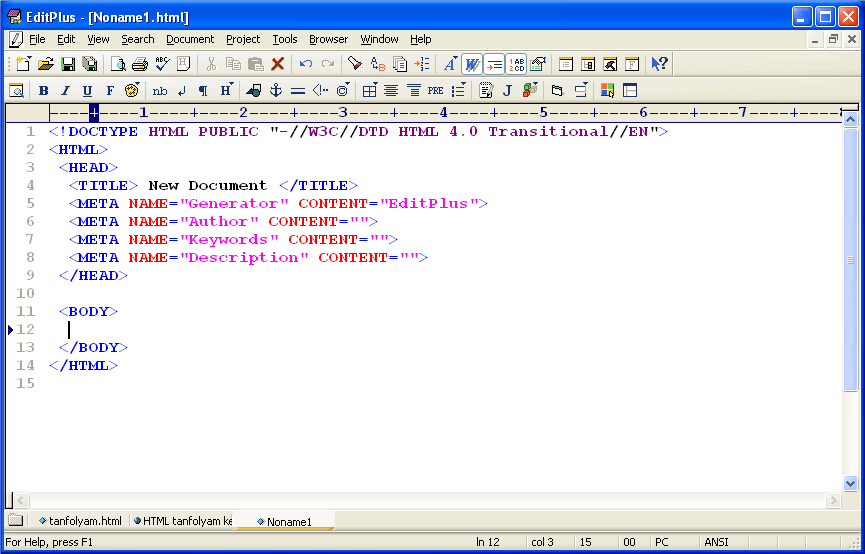 EditPlus - [Noname1.html]
File Edit View Search Document Project Tools Browser Window Help
B I U F nb H PRE J
----+----1----+----2----+----3----+----4----+----5----+----6----+----7----+----8
1 <!DOCTYPE HTML PUBLIC "-//W3C//DTD HTML 4.0 Transitional//EN">
2 <HTML>
3 <HEAD>
4 <TITLE> New Document </TITLE>
5 <META NAME="Generator" CONTENT="EditPlus">
6 <META NAME="Author" CONTENT="">
7 <META NAME="Keywords" CONTENT="">
8 <META NAME="Description" CONTENT="">
9 </HEAD>
10
11 <BODY>
12
13 </BODY>
14 </HTML>
15
tanfolyam.html HTML tanfolyam ke Noname1
For Help, press F1 ln 12 col 3 15 00 PC ANSI